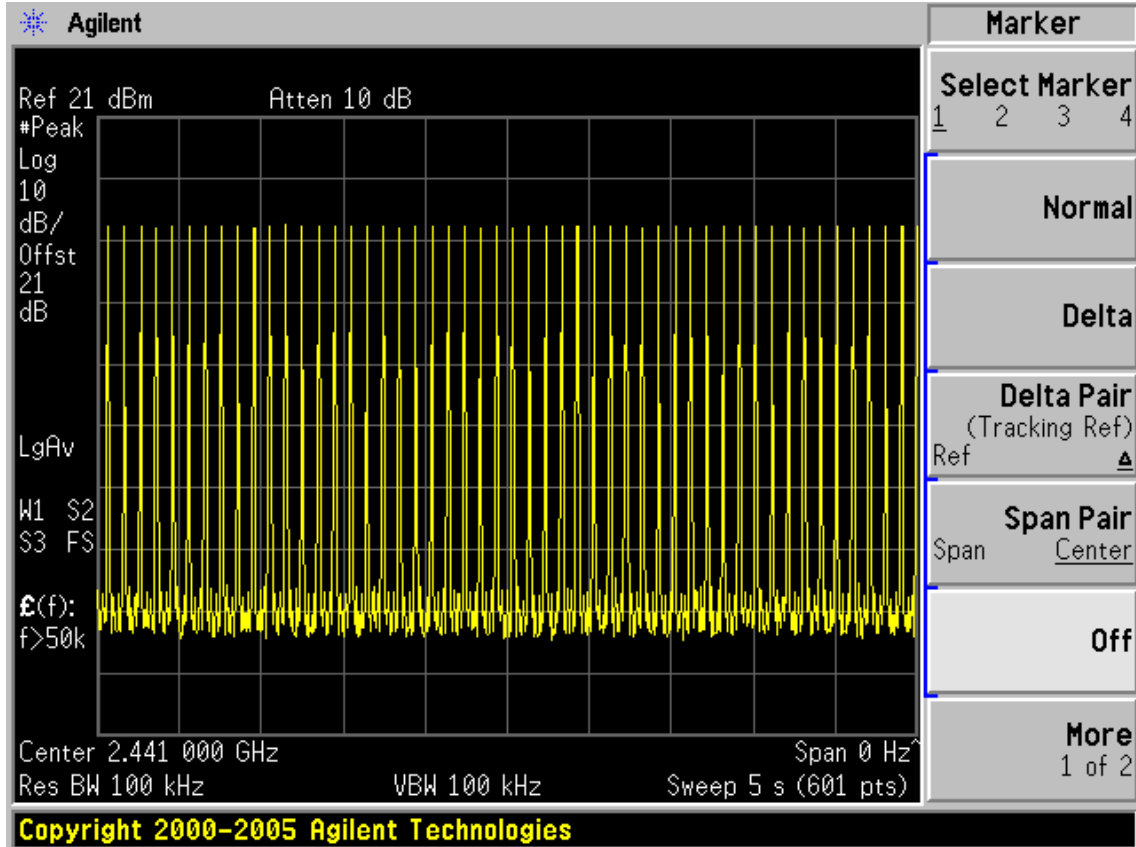 Agilent
Marker
Ref 21 dBm Atten 10 dB
#Peak
Log
10
dB/
Offst
21
dB
LgAv
W1 S2
S3 FS
£(f):
f>50k
Center 2.441 000 GHz Span 0 Hz^
Res BW 100 kHz VBW 100 kHz Sweep 5 s (601 pts)
Copyright 2000-2005 Agilent Technologies
Select Marker
1 2 3 4
Normal
Delta
Delta Pair
(Tracking Ref)
Ref Δ
Span Pair
Span Center
Off
More
1 of 2